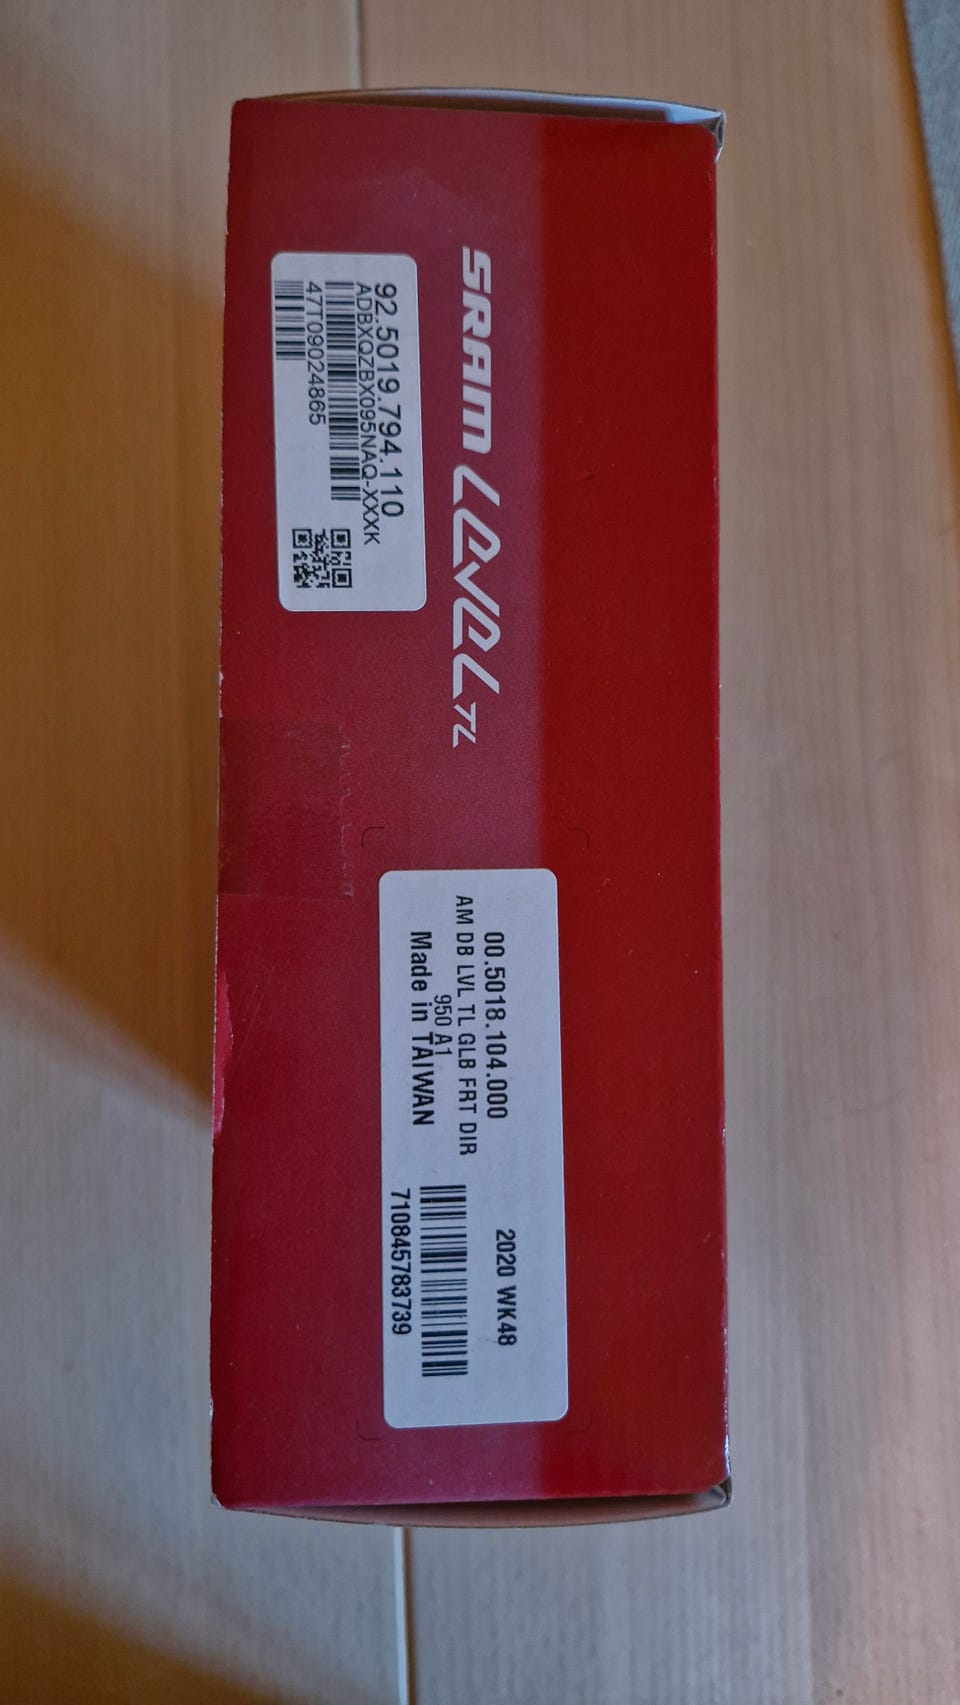 SRAM LEVEL TL
92.5019.794.110
ADBXQZBX095NAQ-XXXK
47T09024865
00.5018.104.000
AM DB LVL TL GLB FRT DIR
950 A1
Made in TAIWAN
2020 WK48
710845783739